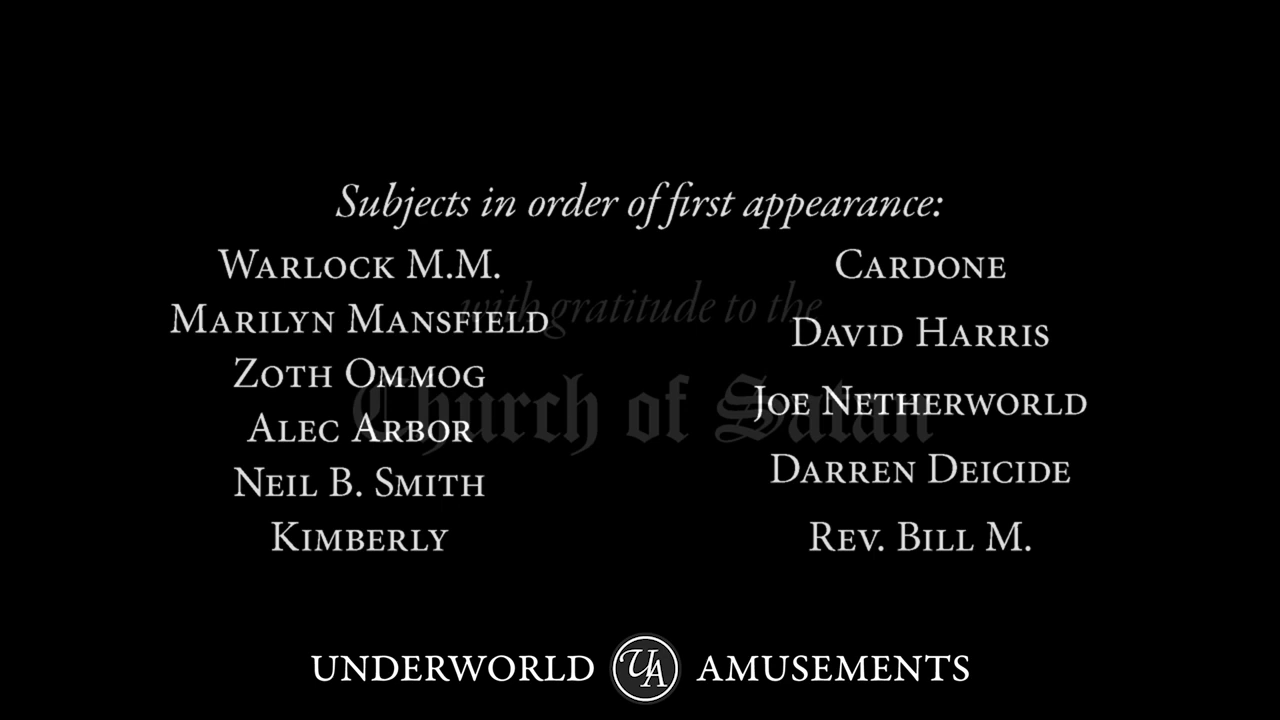 Subjects in order of first appearance:
Warlock M.M.
Marilyn Mansfield
Zoth Ommog
Alec Arbor
Neil B. Smith
Kimberly
Cardone
David Harris
Joe Netherworld
Darren Deicide
Rev. Bill M.
with gratitude to the
Church of Satan
UNDERWORLD UA AMUSEMENTS